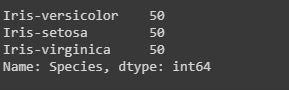 Iris-versicolor    50
Iris-setosa        50
Iris-virginica     50
Name: Species, dtype: int64